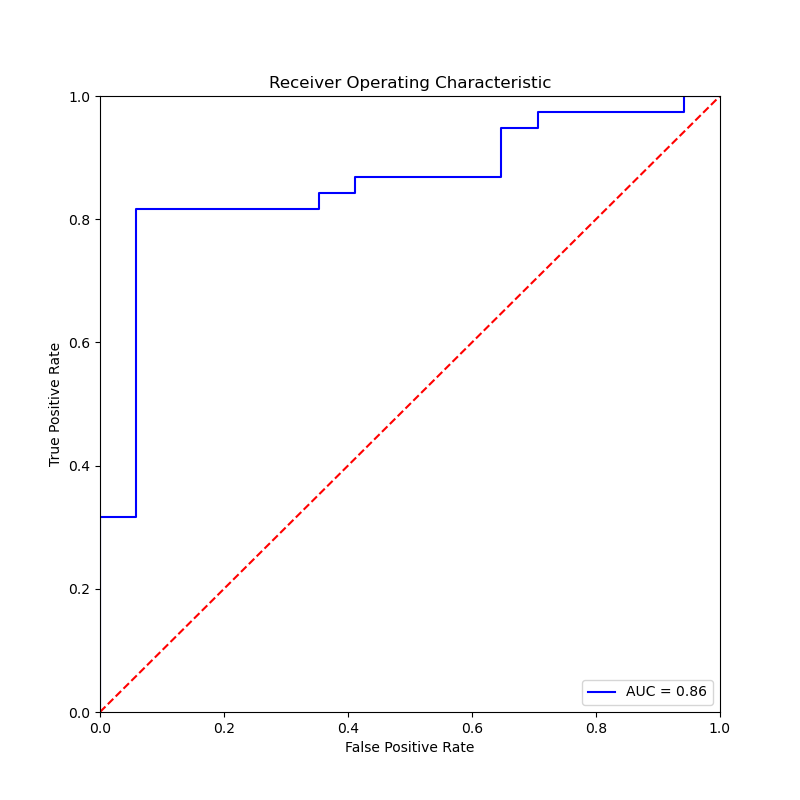 Receiver Operating Characteristic
True Positive Rate
1.0
0.8
0.6
0.4
0.2
0.0
0.0 0.2 0.4 0.6 0.8 1.0
False Positive Rate
AUC = 0.86